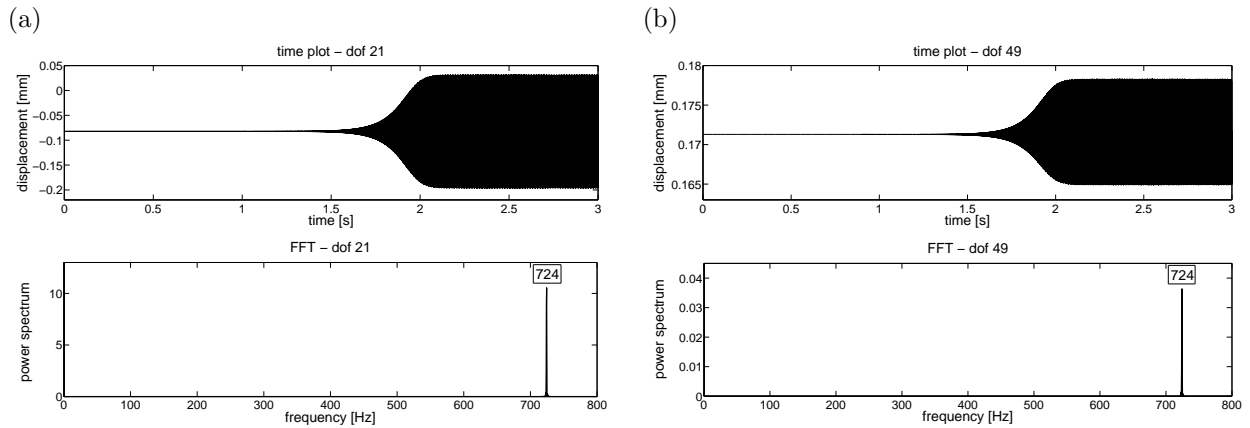 (a)
time plot – dof 21
displacement [mm]
0.05
0
–0.05
–0.1
–0.15
–0.2
0 0.5 1 1.5 2 2.5 3
time [s]
FFT – dof 21
power spectrum
10
5
0
724
0 100 200 300 400 500 600 700 800
frequency [Hz]
(b)
time plot – dof 49
displacement [mm]
0.18
0.175
0.17
0.165
0 0.5 1 1.5 2 2.5 3
time [s]
FFT – dof 49
power spectrum
0.04
0.03
0.02
0.01
0
724
0 100 200 300 400 500 600 700 800
frequency [Hz]